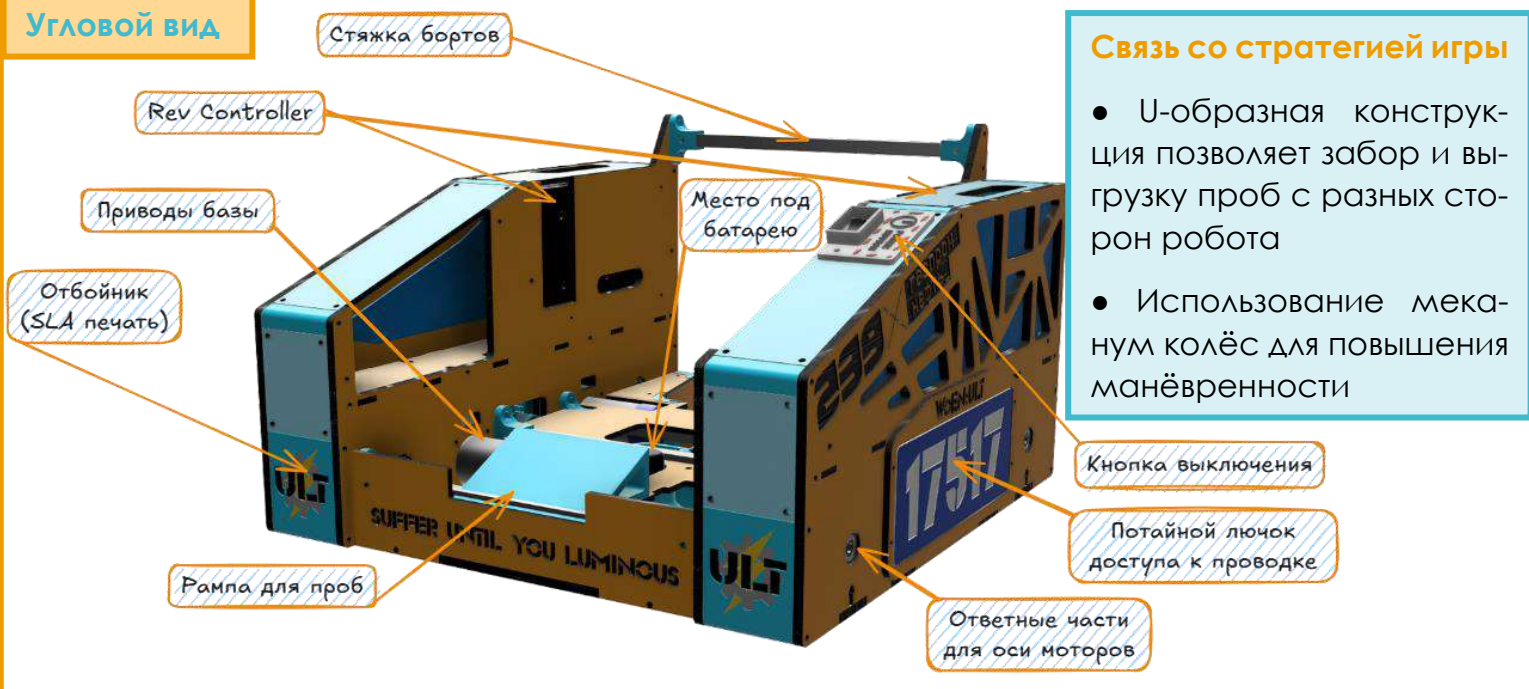 Угловой вид
Стяжка бортов
Rev Controller
Приводы базы
Место под
батарею
Отбойник
(SLA печать)
Связь со стратегией игры
● U-образная конструк-
ция позволяет забор и вы-
грузку проб с разных сто-
рон робота
● Использование мека-
нум колёс для повышения
манёвренности
239
WOEN-ULT
17517
Кнопка выключения
Потайной лючок
доступа к проводке
ULT
SUFFER UNTIL YOU LUMINOUS
ULT
Рампа для проб
Ответные части
для оси моторов